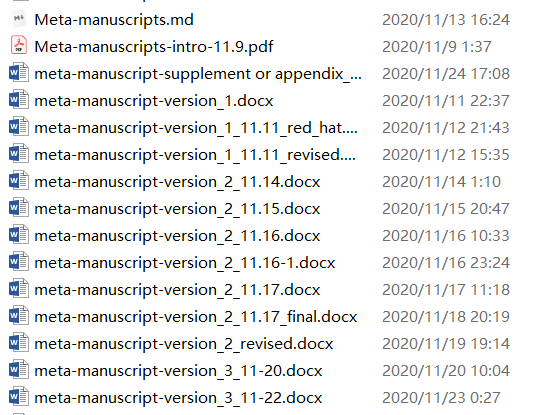 Meta-manuscripts.md 2020/11/13 16:24
Meta-manuscripts-intro-11.9.pdf 2020/11/9 1:37
meta-manuscript-supplement or appendix_... 2020/11/24 17:08
meta-manuscript-version_1.docx 2020/11/11 22:37
meta-manuscript-version_1_11.11_red_hat.... 2020/11/12 21:43
meta-manuscript-version_1_11.11_revised.... 2020/11/12 15:35
meta-manuscript-version_2_11.14.docx 2020/11/14 1:10
meta-manuscript-version_2_11.15.docx 2020/11/15 20:47
meta-manuscript-version_2_11.16.docx 2020/11/16 10:33
meta-manuscript-version_2_11.16-1.docx 2020/11/16 23:24
meta-manuscript-version_2_11.17.docx 2020/11/17 11:18
meta-manuscript-version_2_11.17_final.docx 2020/11/18 20:19
meta-manuscript-version_2_revised.docx 2020/11/19 19:14
meta-manuscript-version_3_11-20.docx 2020/11/20 10:04
meta-manuscript-version_3_11-22.docx 2020/11/23 0:27